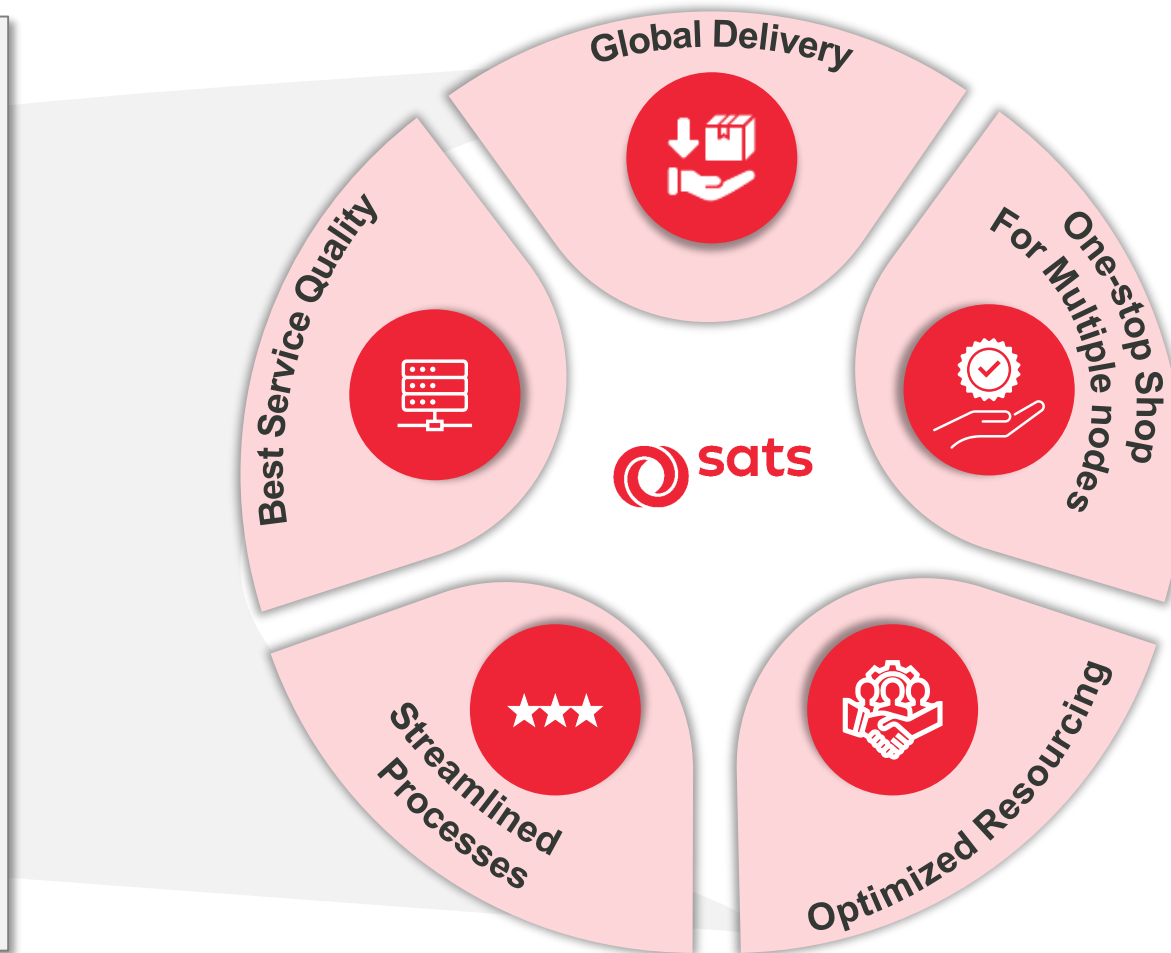 Global Delivery
One-stop Shop
For Multiple nodes
Optimized Resourcing
Streamlined
Processes
Best Service Quality
sats